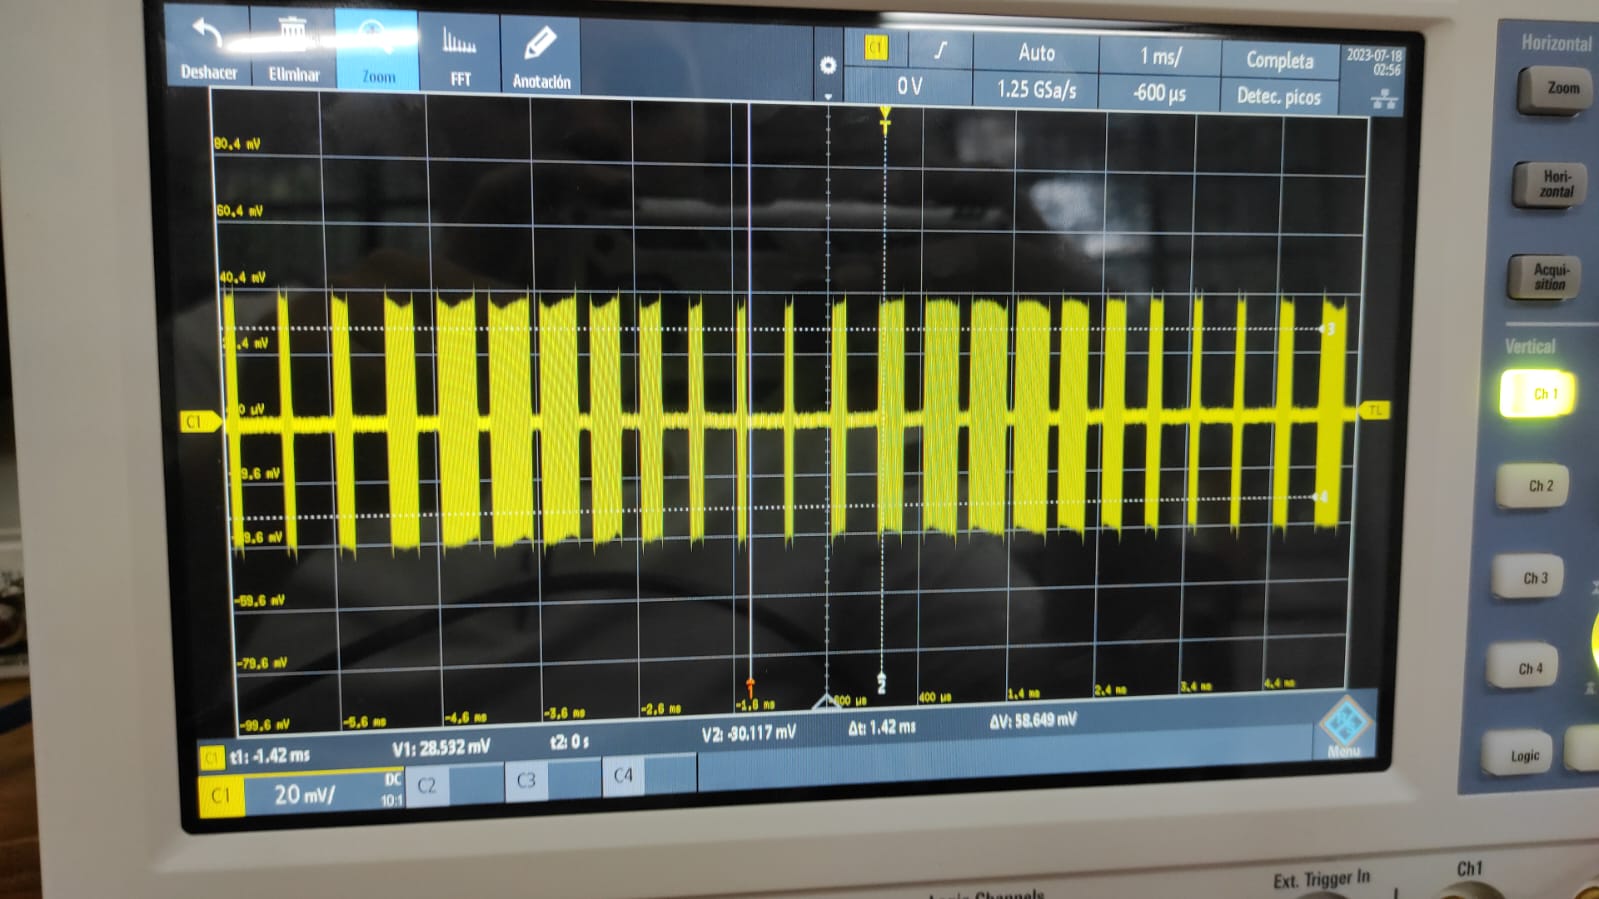 Deshacer
Eliminar
Zoom
FFT
Anotación
C1
Auto
1 ms/
Completa
0 V
1.25 GSa/s
-600 µs
Detec. picos
2023-07-18
02:56
80,4 mV
60,4 mV
40,4 mV
,4 mV
0 µV
9,6 mV
9,6 mV
-59,6 mV
-79,6 mV
-99,6 mV
-5,6 ms
-4,6 ms
-3,6 ms
-2,6 ms
-1,6 ms
600 µs
400 µs
1,4 ms
2,4 ms
3,4 ms
4,4 ms
T
C1
TL
3
4
1
2
C1
t1: -1.42 ms
V1: 28.532 mV
t2: 0 s
V2: -30.117 mV
Δt: 1.42 ms
ΔV: 58.649 mV
Menu
C1
20 mV/
DC
10:1
C2
C3
C4
Horizontal
Zoom
Hori-
zontal
Acqui-
sition
Vertical
Ch 1
Ch 2
Ch 3
Ch 4
Logic
Ext. Trigger In
Ch1
Logic Channels